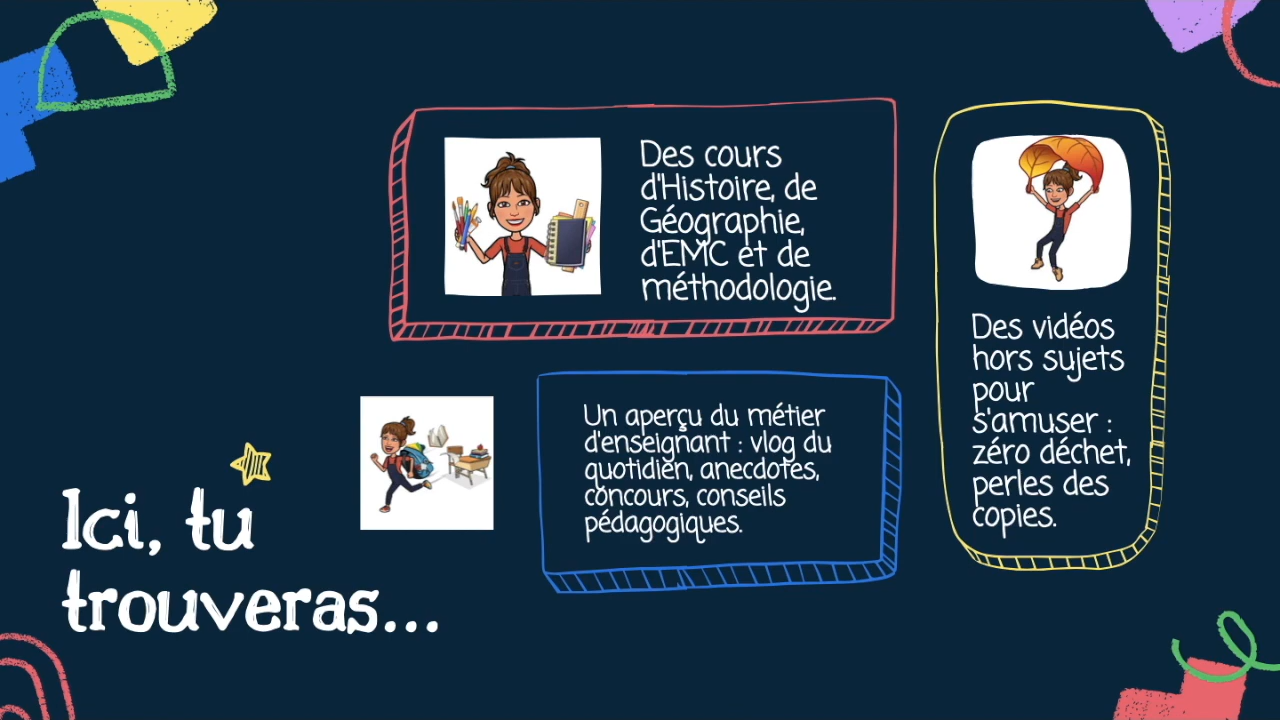 Des cours
d'Histoire, de
Géographie,
d'EMC et de
méthodologie.
Des vidéos
hors sujets
pour
s'amuser :
zéro déchet,
perles des
copies.
Un aperçu du métier
d'enseignant : vlog du
quotidien, anecdotes,
concours, conseils
pédagogiques.
Ici, tu
trouveras...